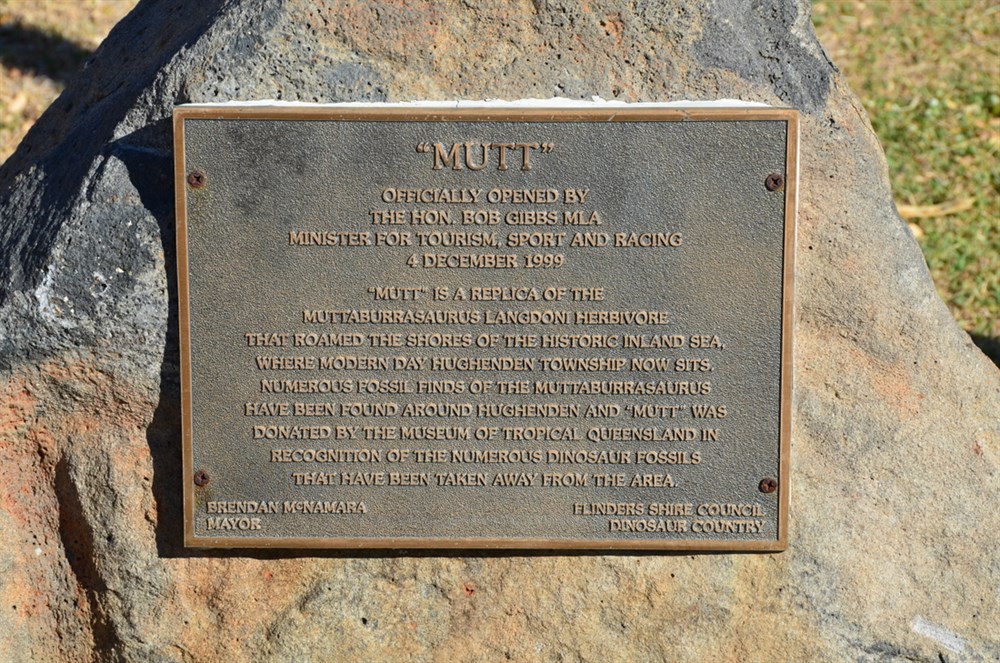 “MUTT”
OFFICIALLY OPENED BY
THE HON. BOB GIBBS MLA
MINISTER FOR TOURISM, SPORT AND RACING
4 DECEMBER 1999
“MUTT” IS A REPLICA OF THE
MUTTABURRASAURUS LANGDONI HERBIVORE
THAT ROAMED THE SHORES OF THE HISTORIC INLAND SEA,
WHERE MODERN DAY HUGHENDEN TOWNSHIP NOW SITS.
NUMEROUS FOSSIL FINDS OF THE MUTTABURRASAURUS
HAVE BEEN FOUND AROUND HUGHENDEN AND “MUTT” WAS
DONATED BY THE MUSEUM OF TROPICAL QUEENSLAND IN
RECOGNITION OF THE NUMEROUS DINOSAUR FOSSILS
THAT HAVE BEEN TAKEN AWAY FROM THE AREA.
BRENDAN McNAMARA
MAYOR
FLINDERS SHIRE COUNCIL
DINOSAUR COUNTRY